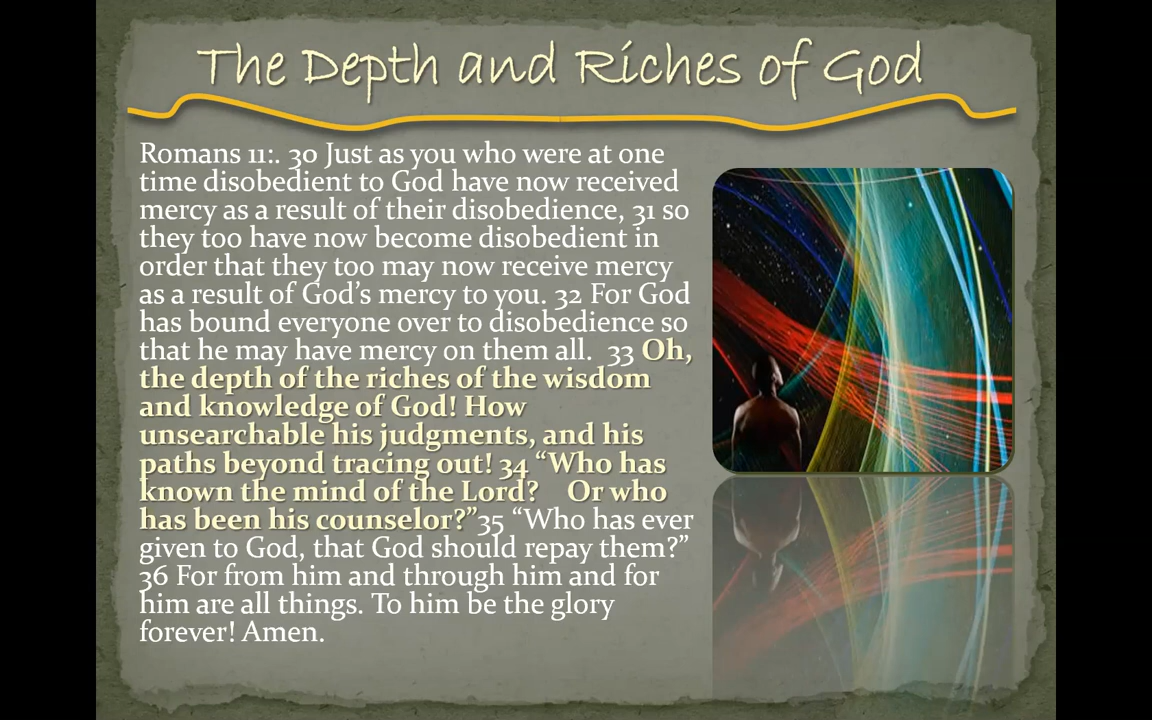 The Depth and Riches of God
Romans 11:. 30 Just as you who were at one
time disobedient to God have now received
mercy as a result of their disobedience, 31 so
they too have now become disobedient in
order that they too may now receive mercy
as a result of God’s mercy to you. 32 For God
has bound everyone over to disobedience so
that he may have mercy on them all.  33 Oh,
the depth of the riches of the wisdom
and knowledge of God! How
unsearchable his judgments, and his
paths beyond tracing out! 34 “Who has
known the mind of the Lord?    Or who
has been his counselor?”35 “Who has ever
given to God, that God should repay them?”
36 For from him and through him and for
him are all things. To him be the glory
forever! Amen.